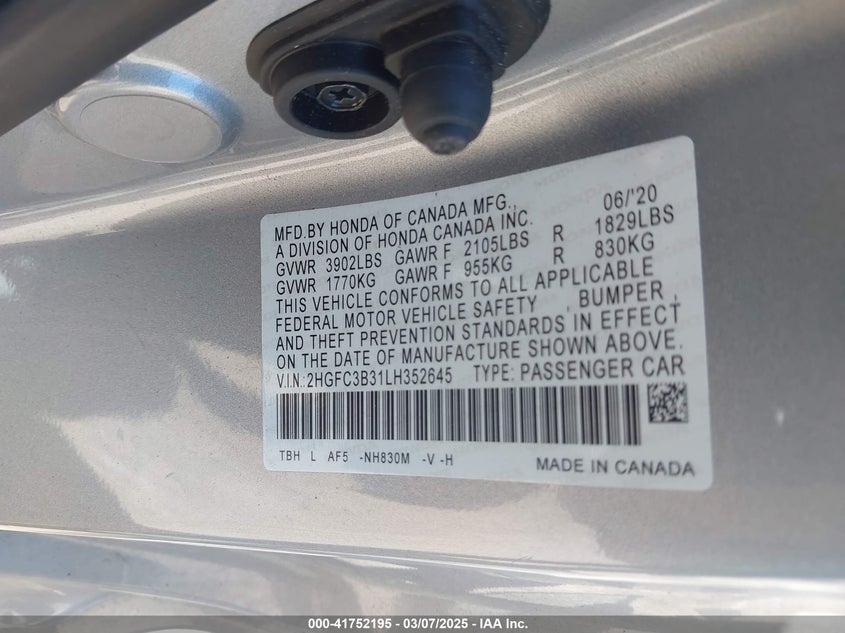 MFD.BY HONDA OF CANADA MFG., 06/'20
A DIVISION OF HONDA CANADA INC.
GVWR 3902LBS GAWR F 2105LBS R 1829LBS
GVWR 1770KG GAWR F 955KG R 830KG
THIS VEHICLE CONFORMS TO ALL APPLICABLE
FEDERAL MOTOR VEHICLE SAFETY , BUMPER ,
AND THEFT PREVENTION STANDARDS IN EFFECT
ON THE DATE OF MANUFACTURE SHOWN ABOVE.
V.I.N.: 2HGFC3B31LH352645 TYPE: PASSENGER CAR
TBH L AF5 -NH830M -V -H
MADE IN CANADA
000-41752195 - 03/07/2025 - IAA Inc.